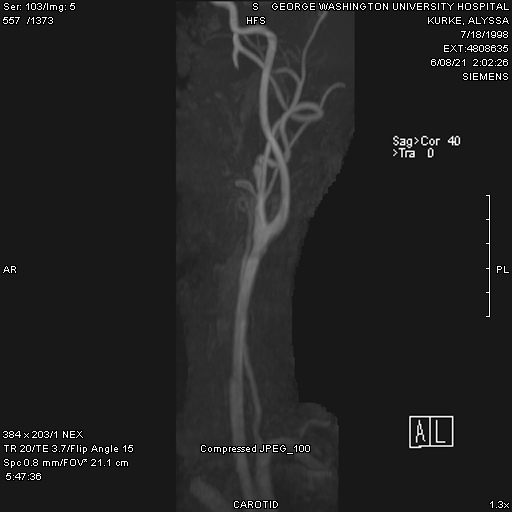 Ser: 103/Img: 5
557 /1373
S
HFS
GEORGE WASHINGTON UNIVERSITY HOSPITAL
KURKE, ALYSSA
7/18/1998
EXT:4808635
6/08/21 2:02:26
SIEMENS
Sag>Cor 40
>Tra 0
AR
PL
AL
384 x 203/1 NEX
TR 20/TE 3.7/Flip Angle 15
Spc0.8 mm/FOV* 21.1 cm
5:47:36
Compressed JPEG_100
CAROTID
1.3x